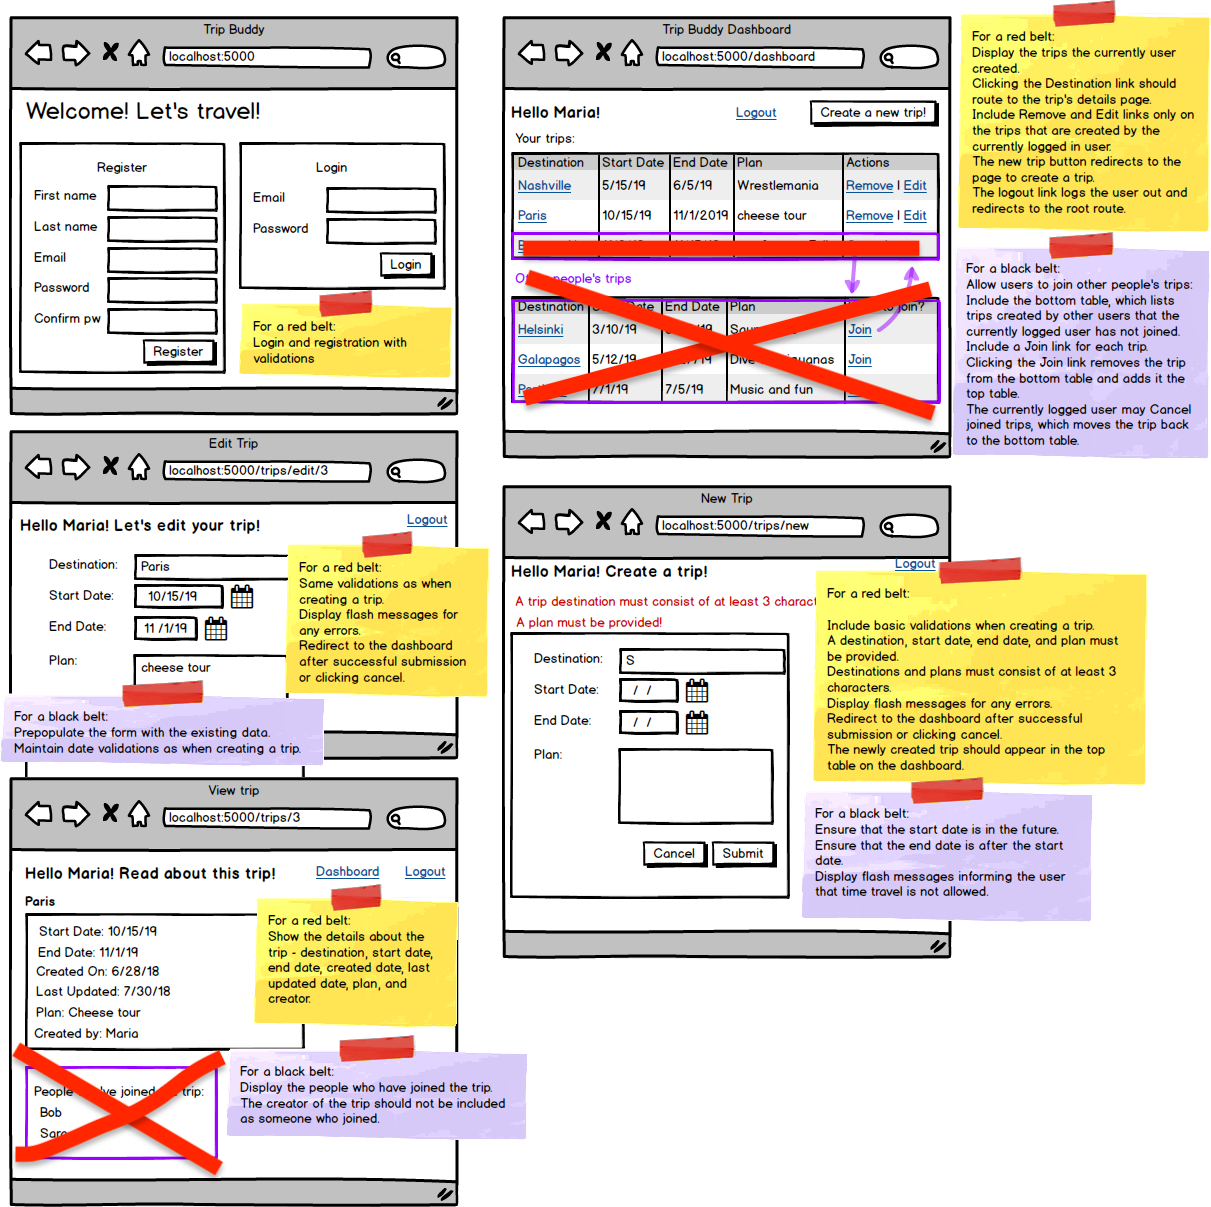 Trip Buddy
localhost:5000
Welcome! Let's travel!
Register
First name
Last name
Email
Password
Confirm pw
Register
Login
Email
Password
Login
For a red belt:
Login and registration with
validations
Trip Buddy Dashboard
localhost:5000/dashboard
Hello Maria!
Logout
Create a new trip!
Your trips:
Destination Start Date End Date Plan Actions
Nashville 5/15/19 6/5/19 Wrestlemania Remove | Edit
Paris 10/15/19 11/1/2019 cheese tour Remove | Edit
people's trips
Destination Date End Date Plan join?
Helsinki 3/10/19 Join
Galapagos 5/12/19 Join
7/1/19 7/5/19 Music and fun
For a red belt:
Display the trips the currently user
created.
Clicking the Destination link should
route to the trip's details page.
Include Remove and Edit links only on
the trips that are created by the
currently logged in user.
The new trip button redirects to the
page to create a trip.
The logout link logs the user out and
redirects to the root route.
For a black belt:
Allow users to join other people's trips:
Include the bottom table, which lists
trips created by other users that the
currently logged user has not joined.
Include a Join link for each trip.
Clicking the Join link removes the trip
from the bottom table and adds it the
top table.
The currently logged user may Cancel
joined trips, which moves the trip back
to the bottom table.
Edit Trip
localhost:5000/trips/edit/3
Logout
Hello Maria! Let's edit your trip!
Destination: Paris
Start Date: 10/15/19
End Date: 11 /1/19
Plan: cheese tour
For a red belt:
Same validations as when
creating a trip.
Display flash messages for
any errors.
Redirect to the dashboard
after successful submission
or clicking cancel.
For a black belt:
Prepopulate the form with the existing data.
Maintain date validations as when creating a trip.
New Trip
localhost:5000/trips/new
Logout
Hello Maria! Create a trip!
A trip destination must consist of at least 3 charact
A plan must be provided!
Destination: S
Start Date: / /
End Date: / /
Plan:
Cancel
Submit
For a red belt:
Include basic validations when creating a trip.
A destination, start date, end date, and plan must
be provided.
Destinations and plans must consist of at least 3
characters.
Display flash messages for any errors.
Redirect to the dashboard after successful
submission or clicking cancel.
The newly created trip should appear in the top
table on the dashboard.
For a black belt:
Ensure that the start date is in the future.
Ensure that the end date is after the start
date.
Display flash messages informing the user
that time travel is not allowed.
View trip
localhost:5000/trips/3
Hello Maria! Read about this trip!
Dashboard
Logout
Paris
Start Date: 10/15/19
End Date: 11/1/19
Created On: 6/28/18
Last Updated: 7/30/18
Plan: Cheese tour
Created by: Maria
For a red belt:
Show the details about the
trip - destination, start date,
end date, created date, last
updated date, plan, and
creator.
People joined trip:
Bob
For a black belt:
Display the people who have joined the trip.
The creator of the trip should not be included
as someone who joined.